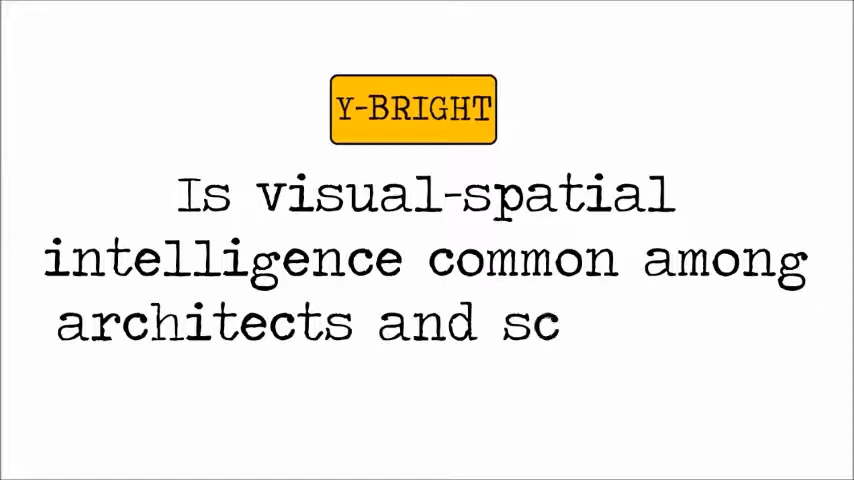 Y-BRIGHT
Is visual-spatial
intelligence common among
architects and sc